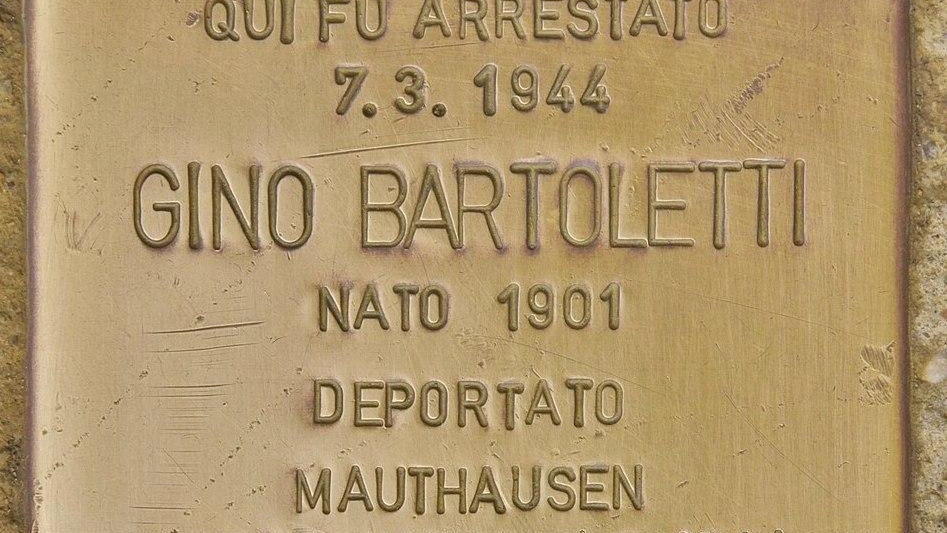 QUI FU ARRESTATO
7.3.1944
GINO BARTOLETTI
NATO 1901
DEPORTATO
MAUTHAUSEN